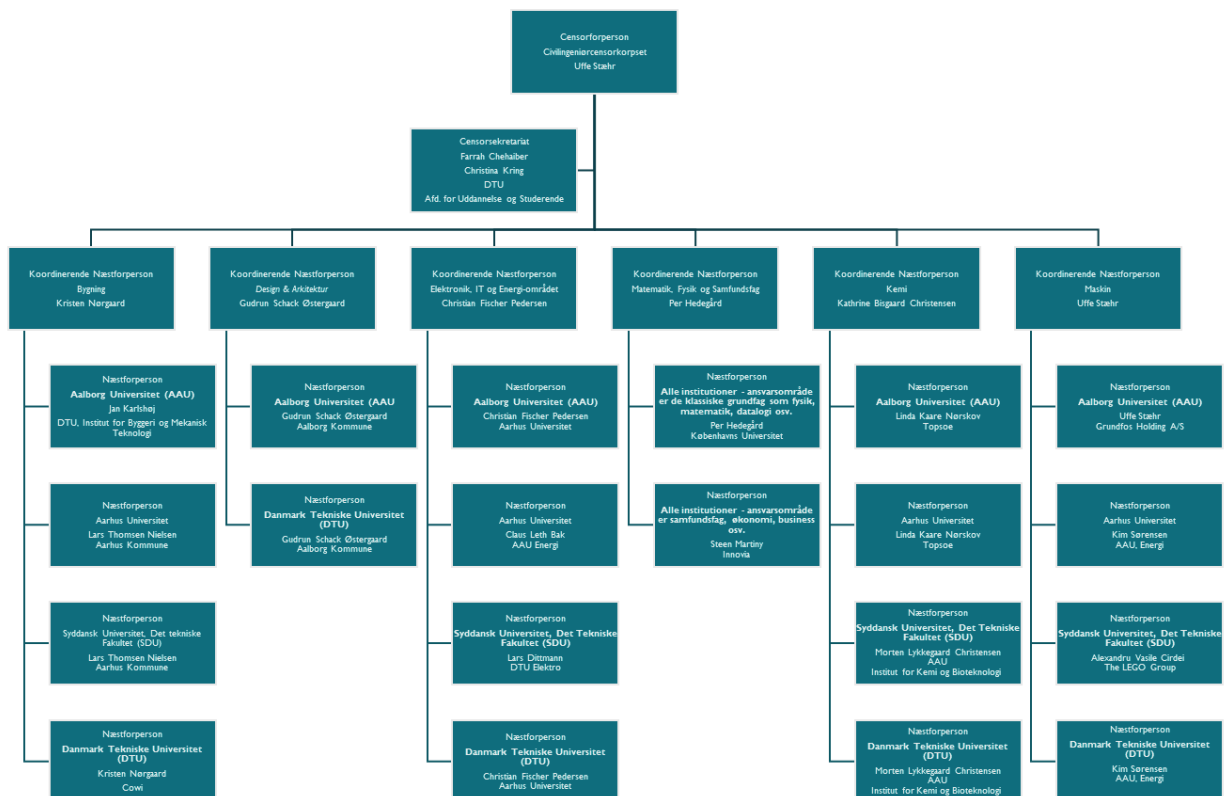 Censorforperson
Civilingeniørcensorkorpset
Uffe Stæhr
Censorsekretariat
Farrah Chehaiber
Christina Kring
DTU
Afd. for Uddannelse og Studerende
Koordinerende Næstforperson
Bygning
Kristen Nørgaard
Koordinerende Næstforperson
Design & Arkitektur
Gudrun Schack Østergaard
Koordinerende Næstforperson
Elektronik, IT og Energi-området
Christian Fischer Pedersen
Koordinerende Næstforperson
Matematik, Fysik og Samfundsfag
Per Hedegård
Koordinerende Næstforperson
Kemi
Kathrine Bisgaard Christensen
Koordinerende Næstforperson
Maskin
Uffe Stæhr
Næstforperson
Aalborg Universitet (AAU)
Jan Karlshøj
DTU, Institut for Byggeri og Mekanisk
Teknologi
Næstforperson
Aalborg Universitet (AAU
Gudrun Schack Østergaard
Aalborg Kommune
Næstforperson
Aalborg Universitet (AAU)
Christian Fischer Pedersen
Aarhus Universitet
Næstforperson
Alle institutioner - ansvarsområde
er de klassiske grundfag som fysik,
matematik, datalogi osv.
Per Hedegård
Københavns Universitet
Næstforperson
Aalborg Universitet (AAU)
Linda Kaare Nørskov
Topsoe
Næstforperson
Aalborg Universitet (AAU)
Uffe Stæhr
Grundfos Holding A/S
Næstforperson
Aarhus Universitet
Lars Thomsen Nielsen
Aarhus Kommune
Næstforperson
Danmark Tekniske Universitet
(DTU)
Gudrun Schack Østergaard
Aalborg Kommune
Næstforperson
Aarhus Universitet
Claus Leth Bak
AAU Energi
Næstforperson
Alle institutioner - ansvarsområde
er samfundsfag, økonomi, business
osv.
Steen Martiny
Innovia
Næstforperson
Aarhus Universitet
Linda Kaare Nørskov
Topsoe
Næstforperson
Aarhus Universitet
Kim Sørensen
AAU, Energi
Næstforperson
Syddansk Universitet, Det tekniske
Fakultet (SDU)
Lars Thomsen Nielsen
Aarhus Kommune
Næstforperson
Syddansk Universitet, Det Tekniske
Fakultet (SDU)
Lars Dittmann
DTU Elektro
Næstforperson
Syddansk Universitet, Det Tekniske
Fakultet (SDU)
Morten Lykkegaard Christensen
AAU
Institut for Kemi og Bioteknologi
Næstforperson
Syddansk Universitet, Det Tekniske
Fakultet (SDU)
Alexandru Vasile Cirdei
The LEGO Group
Næstforperson
Danmark Tekniske Universitet
(DTU)
Kristen Nørgaard
Cowi
Næstforperson
Danmark Tekniske Universitet
(DTU)
Christian Fischer Pedersen
Aarhus Universitet
Næstforperson
Danmark Tekniske Universitet
(DTU)
Morten Lykkegaard Christensen
AAU
Institut for Kemi og Bioteknologi
Næstforperson
Danmark Tekniske Universitet
(DTU)
Kim Sørensen
AAU, Energi